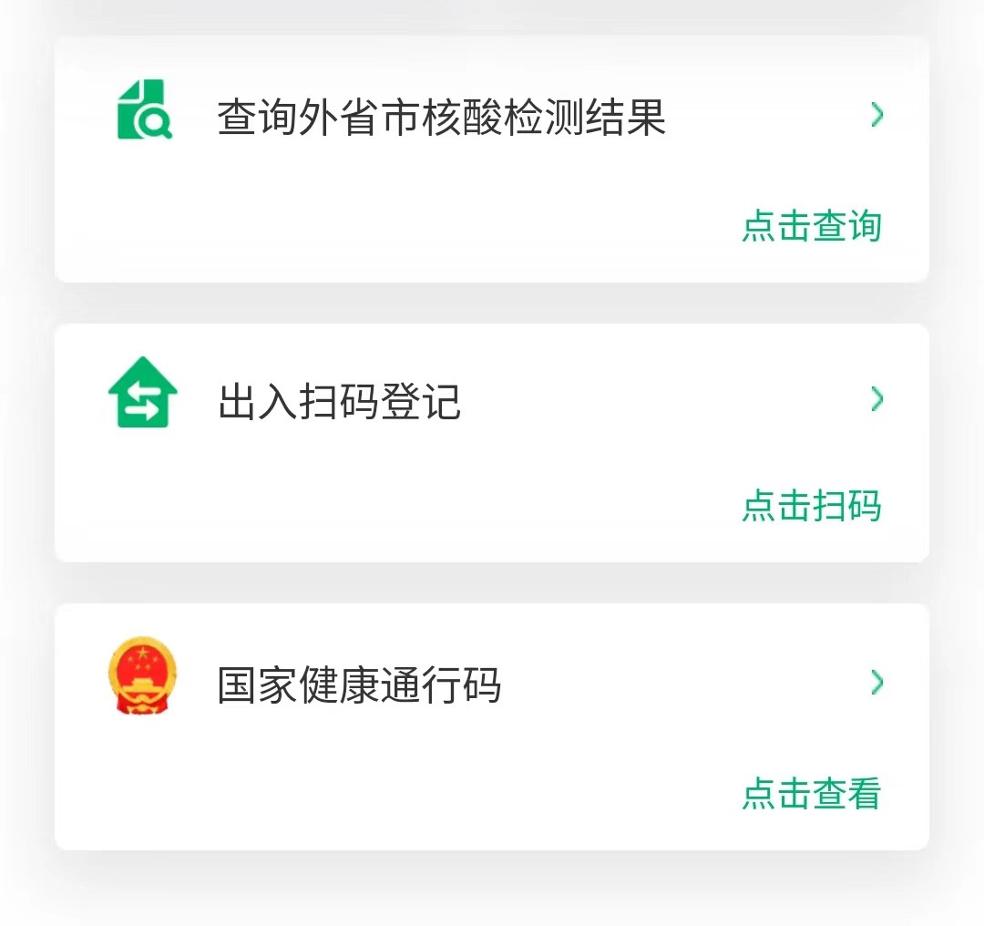 查询外省市核酸检测结果
点击查询
出入扫码登记
点击扫码
国家健康通行码
点击查看